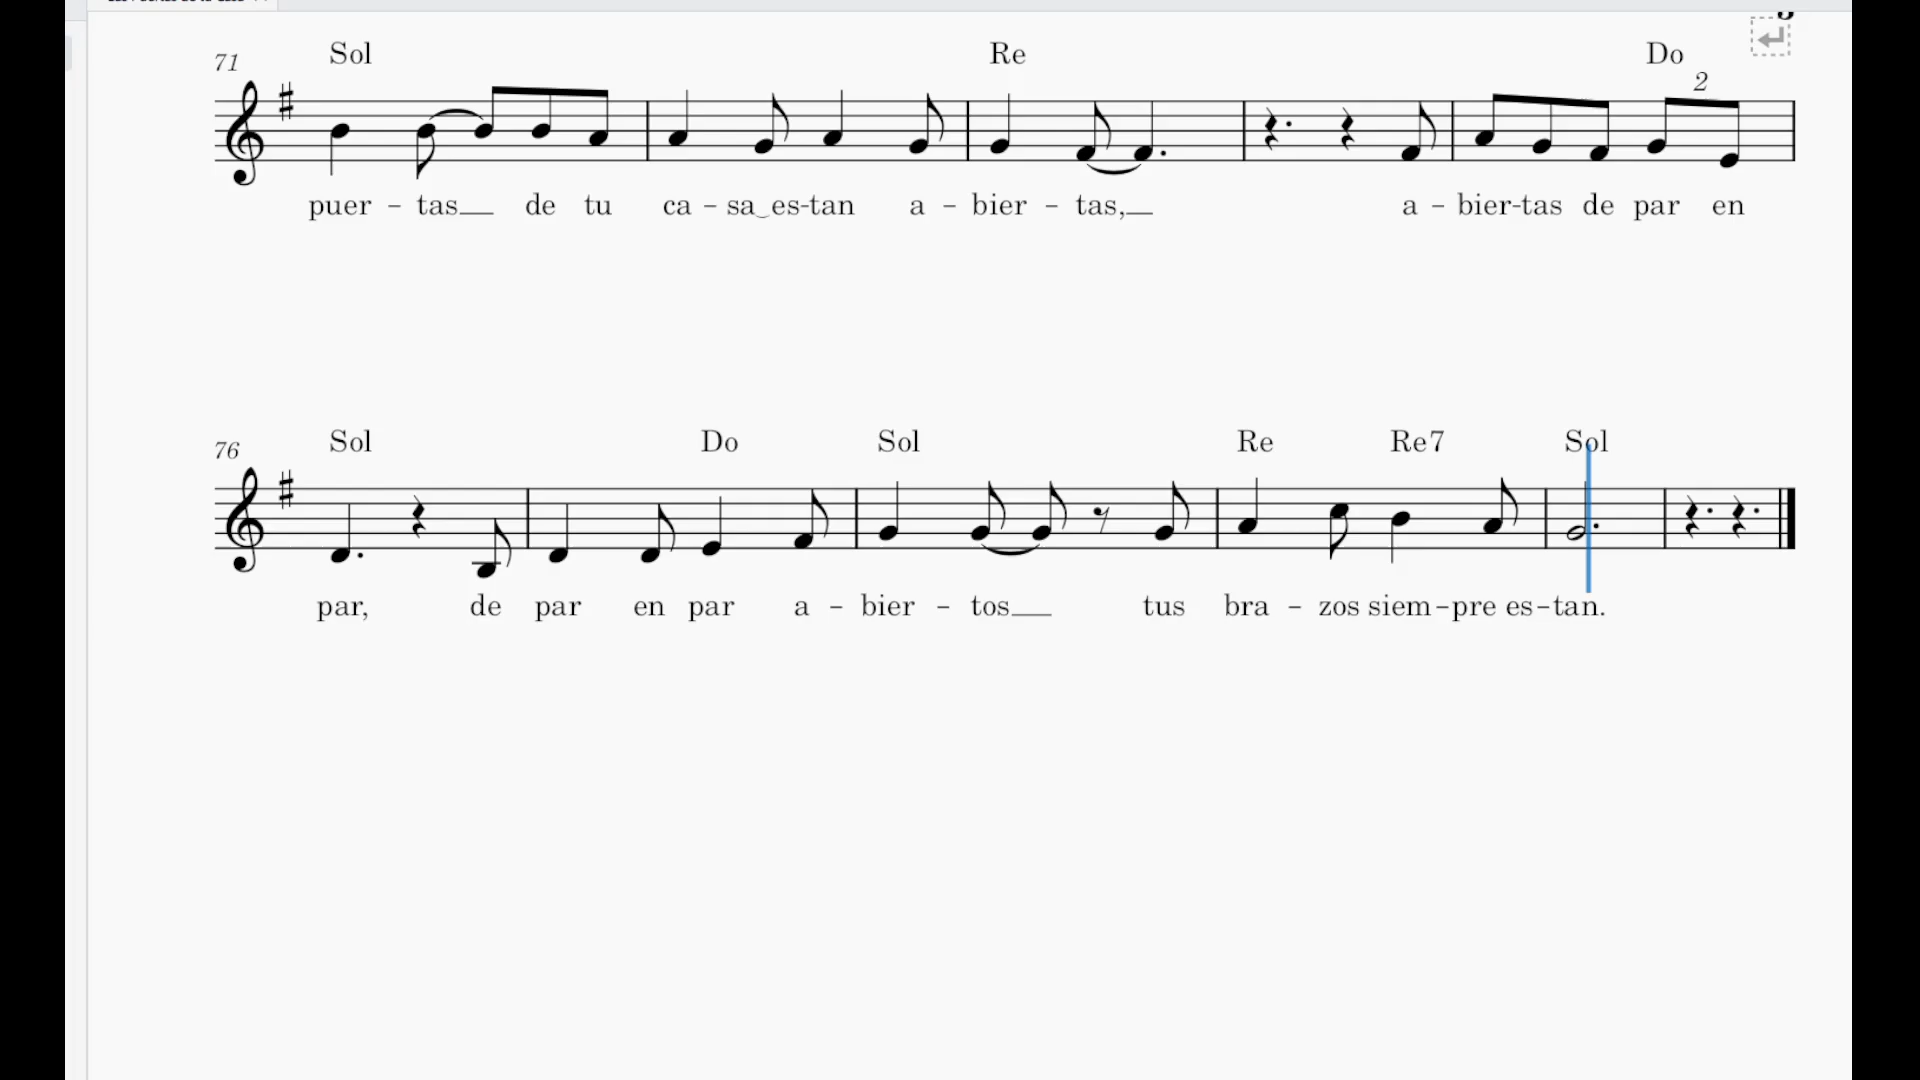 3
71 Sol Re Do
2
puer - tas de tu ca - sa‿es-tan a - bier - tas, a - bier-tas de par en
76 Sol Do Sol Re Re7 Sol
par, de par en par a - bier - tos tus bra - zos siem-pre es-tan.